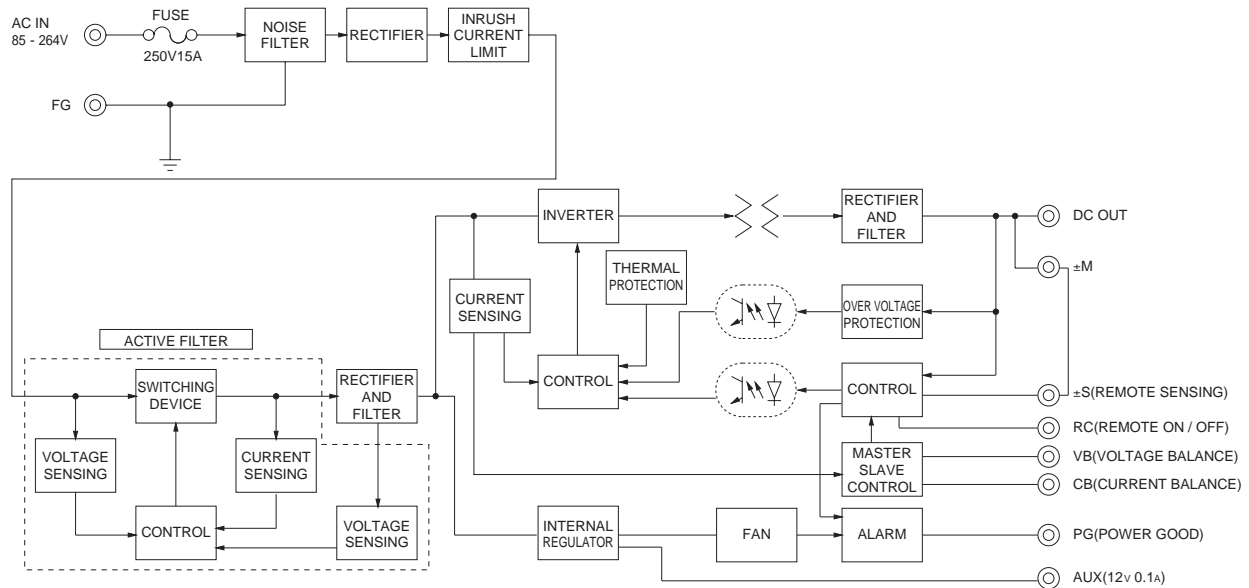 AC IN
85 - 264V
FUSE
250V15A
NOISE
FILTER
RECTIFIER
INRUSH
CURRENT
LIMIT
FG
INVERTER
RECTIFIER
AND
FILTER
DC OUT
±M
THERMAL
PROTECTION
CURRENT
SENSING
OVER VOLTAGE
PROTECTION
CONTROL
CONTROL
±S(REMOTE SENSING)
RC(REMOTE ON / OFF)
ACTIVE FILTER
SWITCHING
DEVICE
RECTIFIER
AND
FILTER
VOLTAGE
SENSING
CURRENT
SENSING
MASTER
SLAVE
CONTROL
VB(VOLTAGE BALANCE)
CB(CURRENT BALANCE)
CONTROL
VOLTAGE
SENSING
INTERNAL
REGULATOR
FAN
ALARM
PG(POWER GOOD)
AUX(12V 0.1A)